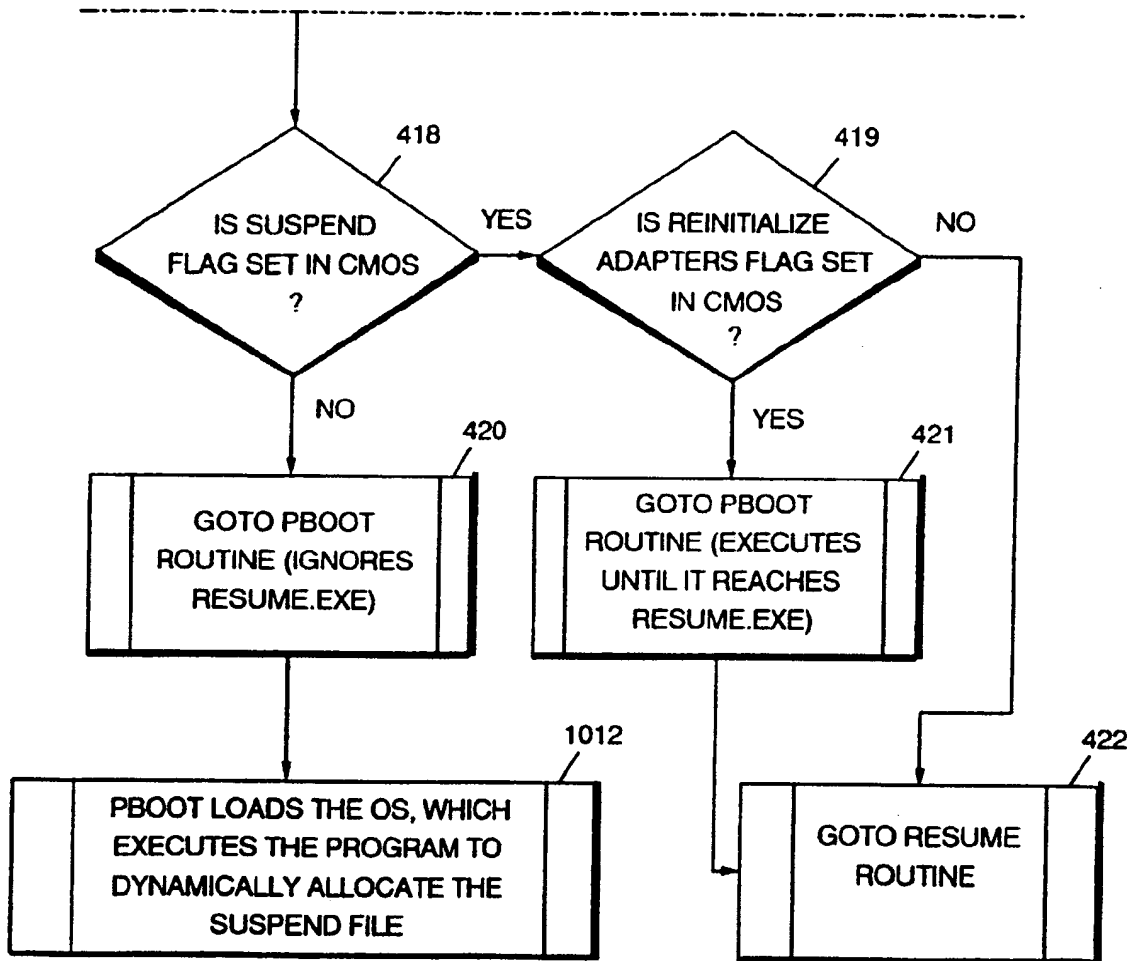 418
IS SUSPEND
FLAG SET IN CMOS
?
YES
419
IS REINITIALIZE
ADAPTERS FLAG SET
IN CMOS
?
NO
NO
YES
420
GOTO PBOOT
ROUTINE (IGNORES
RESUME.EXE)
421
GOTO PBOOT
ROUTINE (EXECUTES
UNTIL IT REACHES
RESUME.EXE)
1012
PBOOT LOADS THE OS, WHICH
EXECUTES THE PROGRAM TO
DYNAMICALLY ALLOCATE THE
SUSPEND FILE
422
GOTO RESUME
ROUTINE